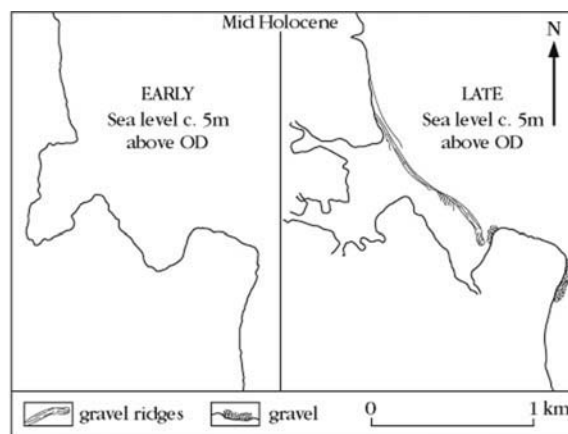 Mid Holocene
EARLY
Sea level c. 5m
above OD
N
LATE
Sea level c. 5m
above OD
gravel ridges
gravel
0
1 km